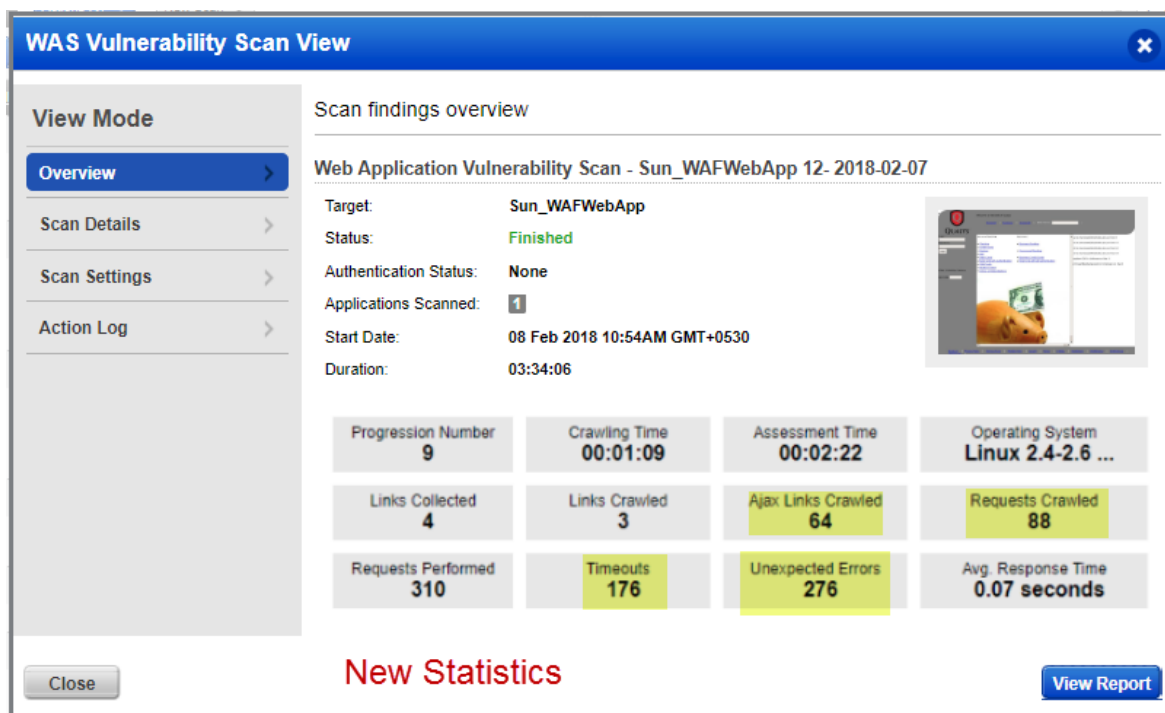 WAS Vulnerability Scan View
View Mode
Overview
Scan Details
Scan Settings
Action Log
Scan findings overview
Web Application Vulnerability Scan - Sun_WAFWebApp 12- 2018-02-07
Target: Sun_WAFWebApp
Status: Finished
Authentication Status: None
Applications Scanned: 1
Start Date: 08 Feb 2018 10:54AM GMT+0530
Duration: 03:34:06
QUALYS
Progression Number
9
Crawling Time
00:01:09
Assessment Time
00:02:22
Operating System
Linux 2.4-2.6 ...
Links Collected
4
Links Crawled
3
Ajax Links Crawled
64
Requests Crawled
88
Requests Performed
310
Timeouts
176
Unexpected Errors
276
Avg. Response Time
0.07 seconds
New Statistics
Close
View Report